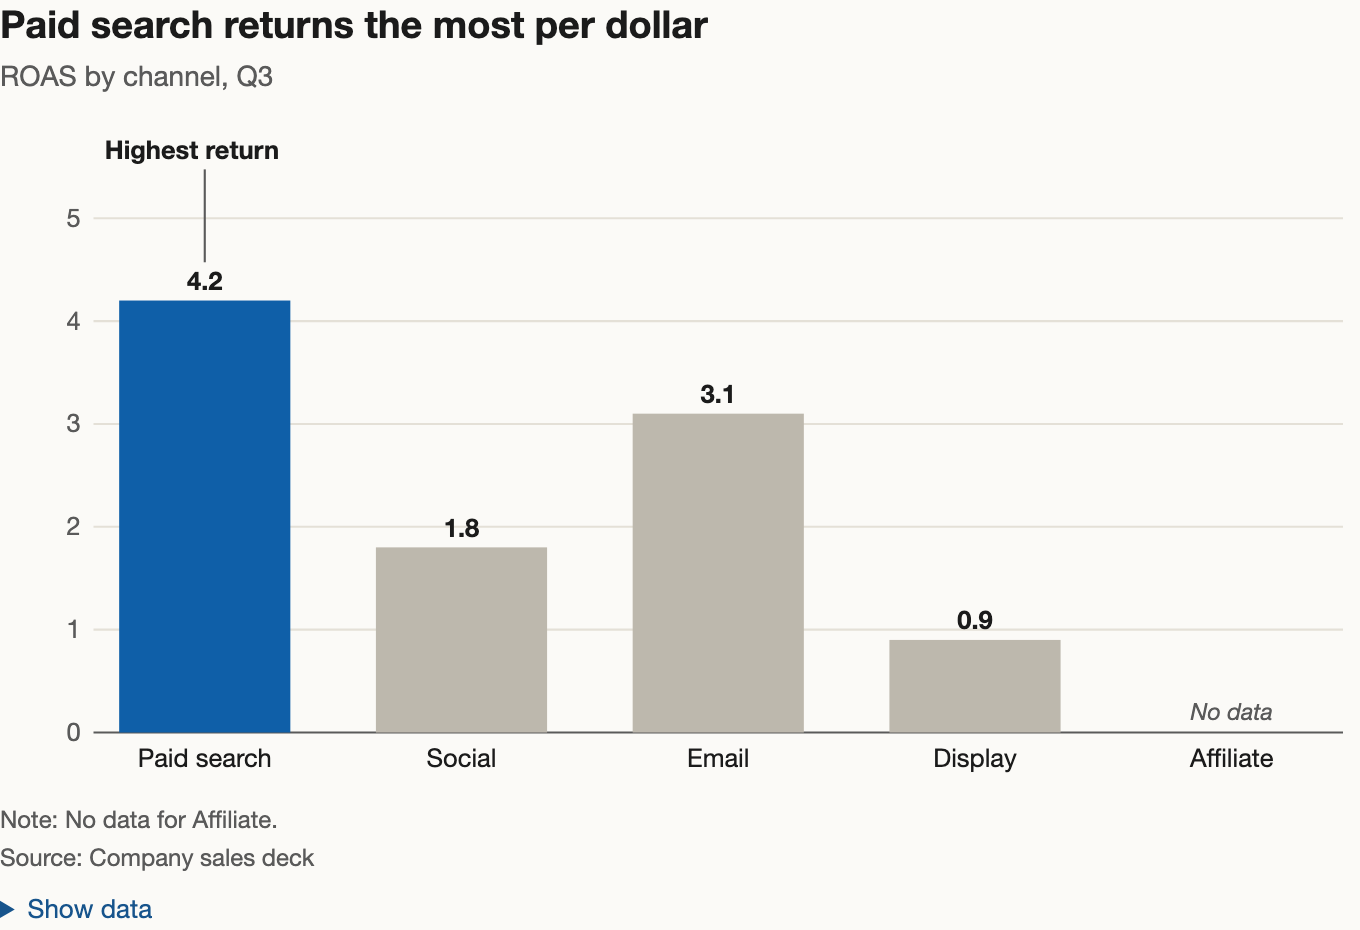 Paid search returns the most per dollar
ROAS by channel, Q3
Highest return
5
4.2
4
3.1
3
1.8
2
0.9
1
No data
0
Paid search Social Email Display Affiliate
Note: No data for Affiliate.
Source: Company sales deck
Show data